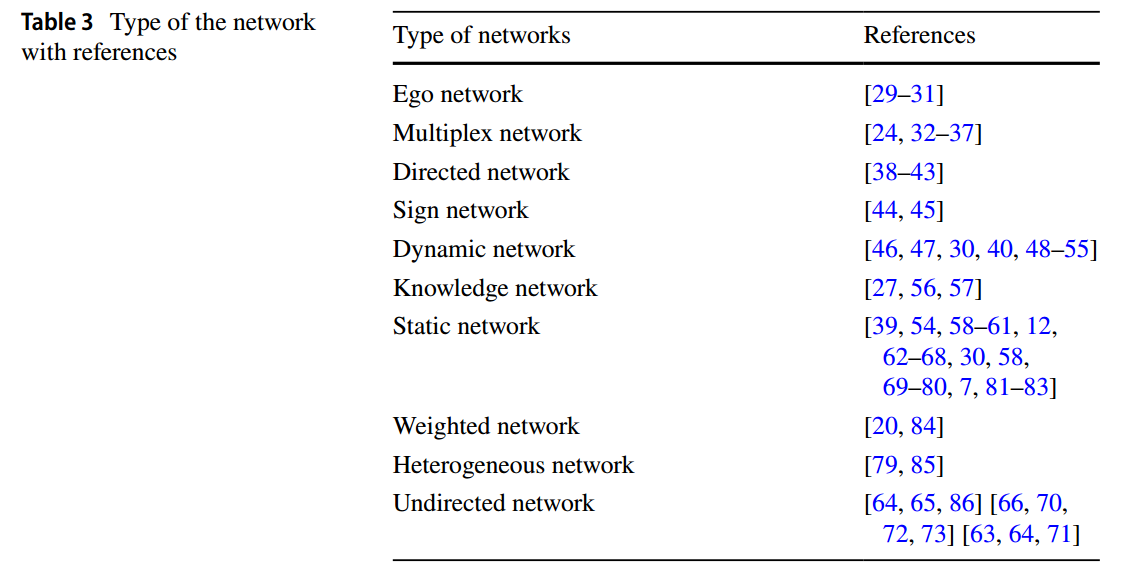 Table 3 Type of the network
with references
Type of networks References
Ego network [29–31]
Multiplex network [24, 32–37]
Directed network [38–43]
Sign network [44, 45]
Dynamic network [46, 47, 30, 40, 48–55]
Knowledge network [27, 56, 57]
Static network [39, 54, 58–61, 12,
62–68, 30, 58,
69–80, 7, 81–83]
Weighted network [20, 84]
Heterogeneous network [79, 85]
Undirected network [64, 65, 86] [66, 70,
72, 73] [63, 64, 71]